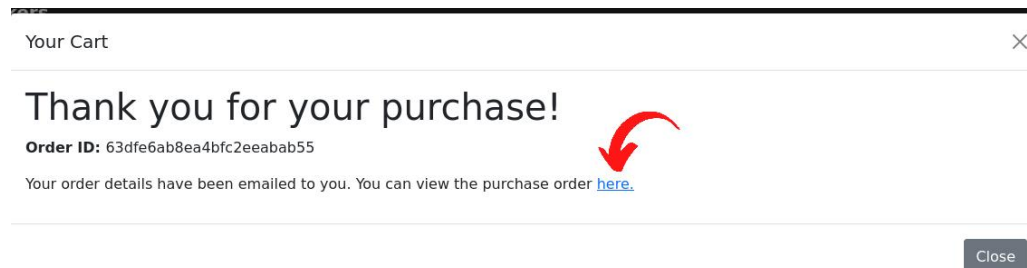 Your Cart
Thank you for your purchase!
Order ID: 63dfe6ab8ea4bfc2eeabab55
Your order details have been emailed to you. You can view the purchase order here.
Close